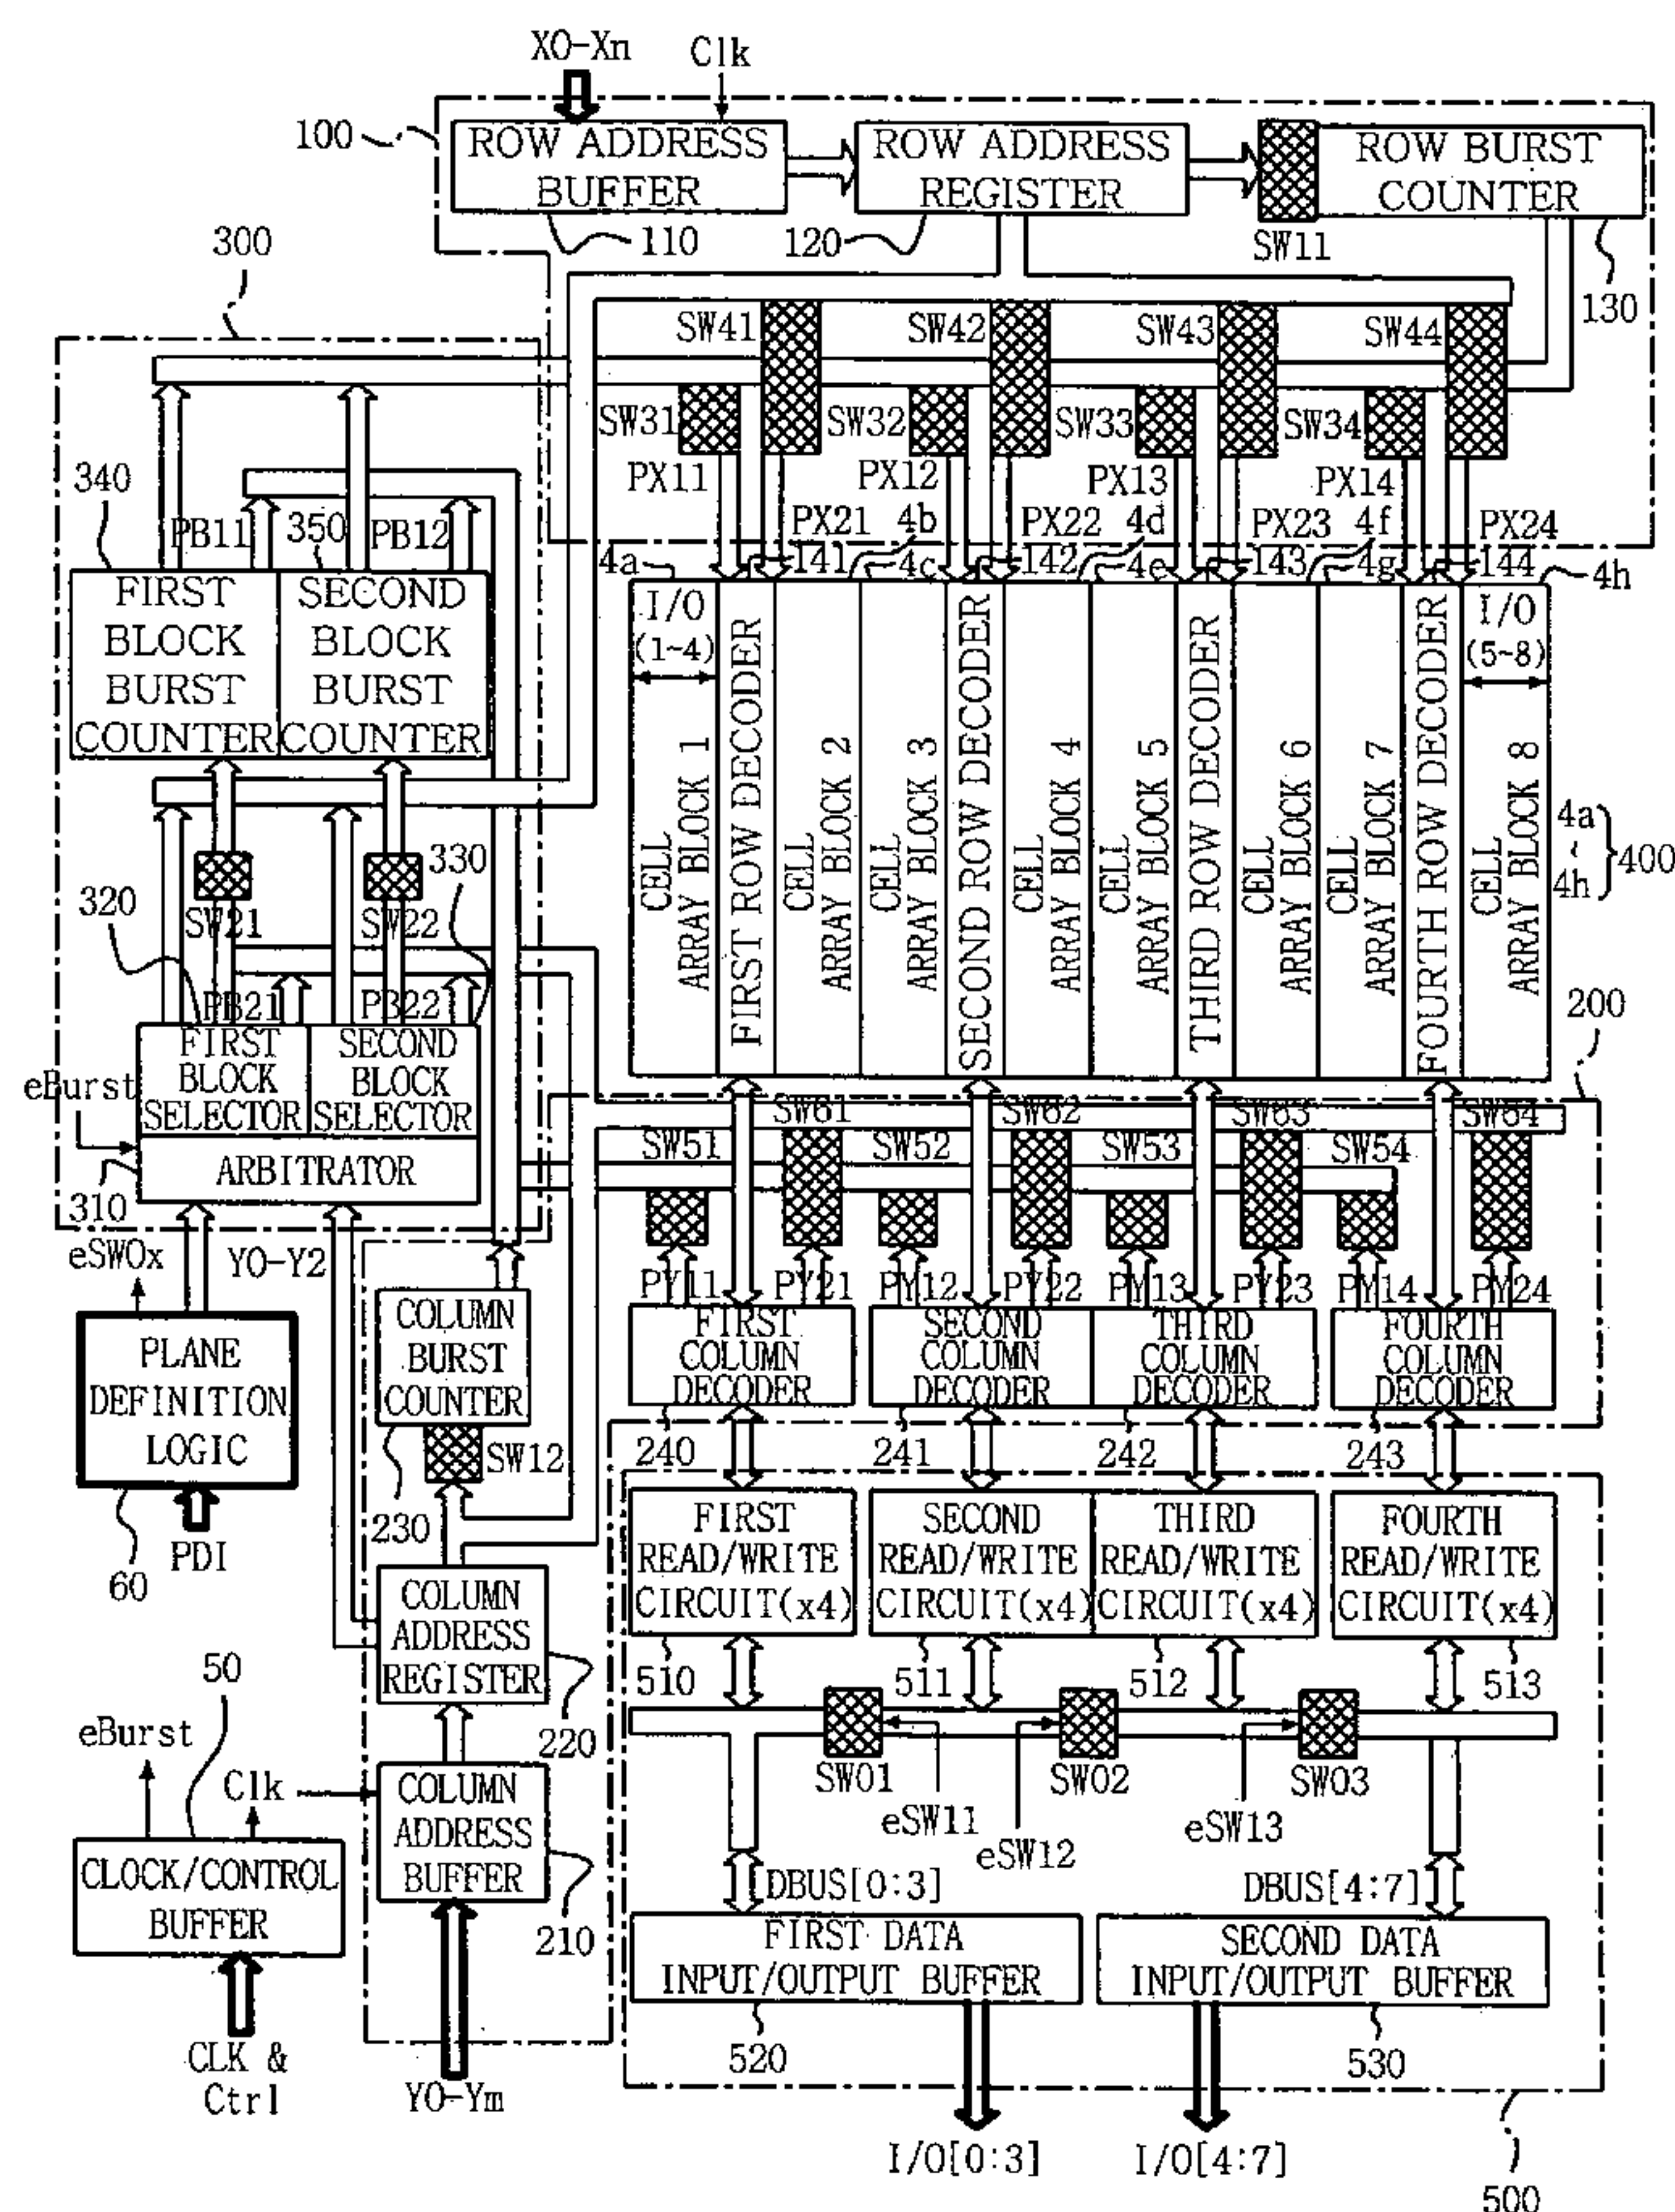 XO-Xn
Clk
100
ROW ADDRESS
BUFFER
ROW ADDRESS
REGISTER
ROW BURST
COUNTER
110
120
SW11
130
300
SW41
SW42
SW43
SW44
SW31
SW32
SW33
SW34
PX11
PX12
PX13
PX14
PX21
PX22
PX23
PX24
4a
141
4b
4c
142
4d
4e
143
4f
4g
144
4h
340
PB11
350
PB12
FIRST
BLOCK
BURST
COUNTER
SECOND
BLOCK
BURST
COUNTER
I/O
(1~4)
I/O
(5~8)
CELL
ARRAY BLOCK 1
FIRST ROW DECODER
CELL
ARRAY BLOCK 2
CELL
ARRAY BLOCK 3
SECOND ROW DECODER
CELL
ARRAY BLOCK 4
CELL
ARRAY BLOCK 5
THIRD ROW DECODER
CELL
ARRAY BLOCK 6
CELL
ARRAY BLOCK 7
FOURTH ROW DECODER
CELL
ARRAY BLOCK 8
4a
~
4h
}400
330
320
SW21
SW22
PB21
PB22
FIRST
BLOCK
SELECTOR
SECOND
BLOCK
SELECTOR
eBurst
ARBITRATOR
310
200
SW61
SW62
SW63
SW64
SW51
SW52
SW53
SW54
PY11
PY21
PY12
PY22
PY13
PY23
PY14
PY24
eSWOx
YO-Y2
PLANE
DEFINITION
LOGIC
60
PDI
COLUMN
BURST
COUNTER
SW12
230
FIRST
COLUMN
DECODER
SECOND
COLUMN
DECODER
THIRD
COLUMN
DECODER
FOURTH
COLUMN
DECODER
240
241
242
243
FIRST
READ/WRITE
CIRCUIT(x4)
SECOND
READ/WRITE
CIRCUIT(x4)
THIRD
READ/WRITE
CIRCUIT(x4)
FOURTH
READ/WRITE
CIRCUIT(x4)
510
511
512
513
COLUMN
ADDRESS
REGISTER
220
50
eBurst
Clk
SWO1
SWO2
SWO3
eSW11
eSW12
eSW13
COLUMN
ADDRESS
BUFFER
210
CLOCK/CONTROL
BUFFER
CLK &
Ctrl
YO-Ym
DBUS[0:3]
DBUS[4:7]
FIRST DATA
INPUT/OUTPUT BUFFER
SECOND DATA
INPUT/OUTPUT BUFFER
520
530
I/O[0:3]
I/O[4:7]
500